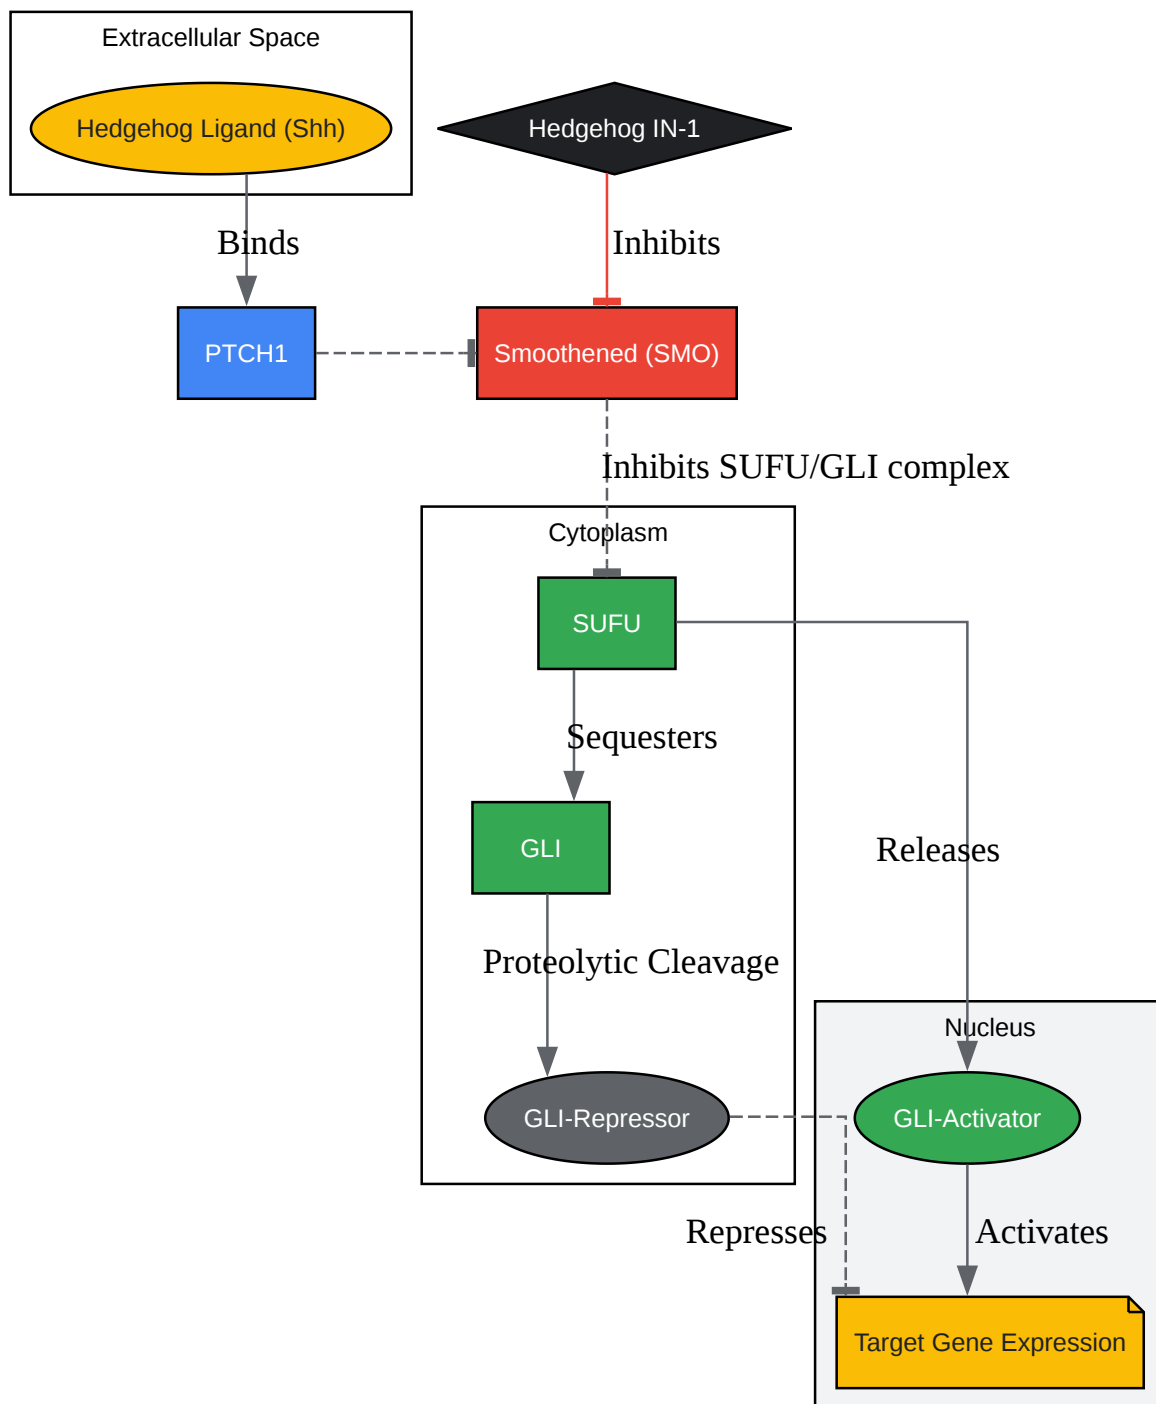 Extracellular Space
Hedgehog Ligand (Shh)
Hedgehog IN-1
Binds
Inhibits
PTCH1
Smoothened (SMO)
Inhibits SUFU/GLI complex
Cytoplasm
SUFU
Sequesters
GLI
Releases
Proteolytic Cleavage
Nucleus
GLI-Repressor
GLI-Activator
Represses
Activates
Target Gene Expression